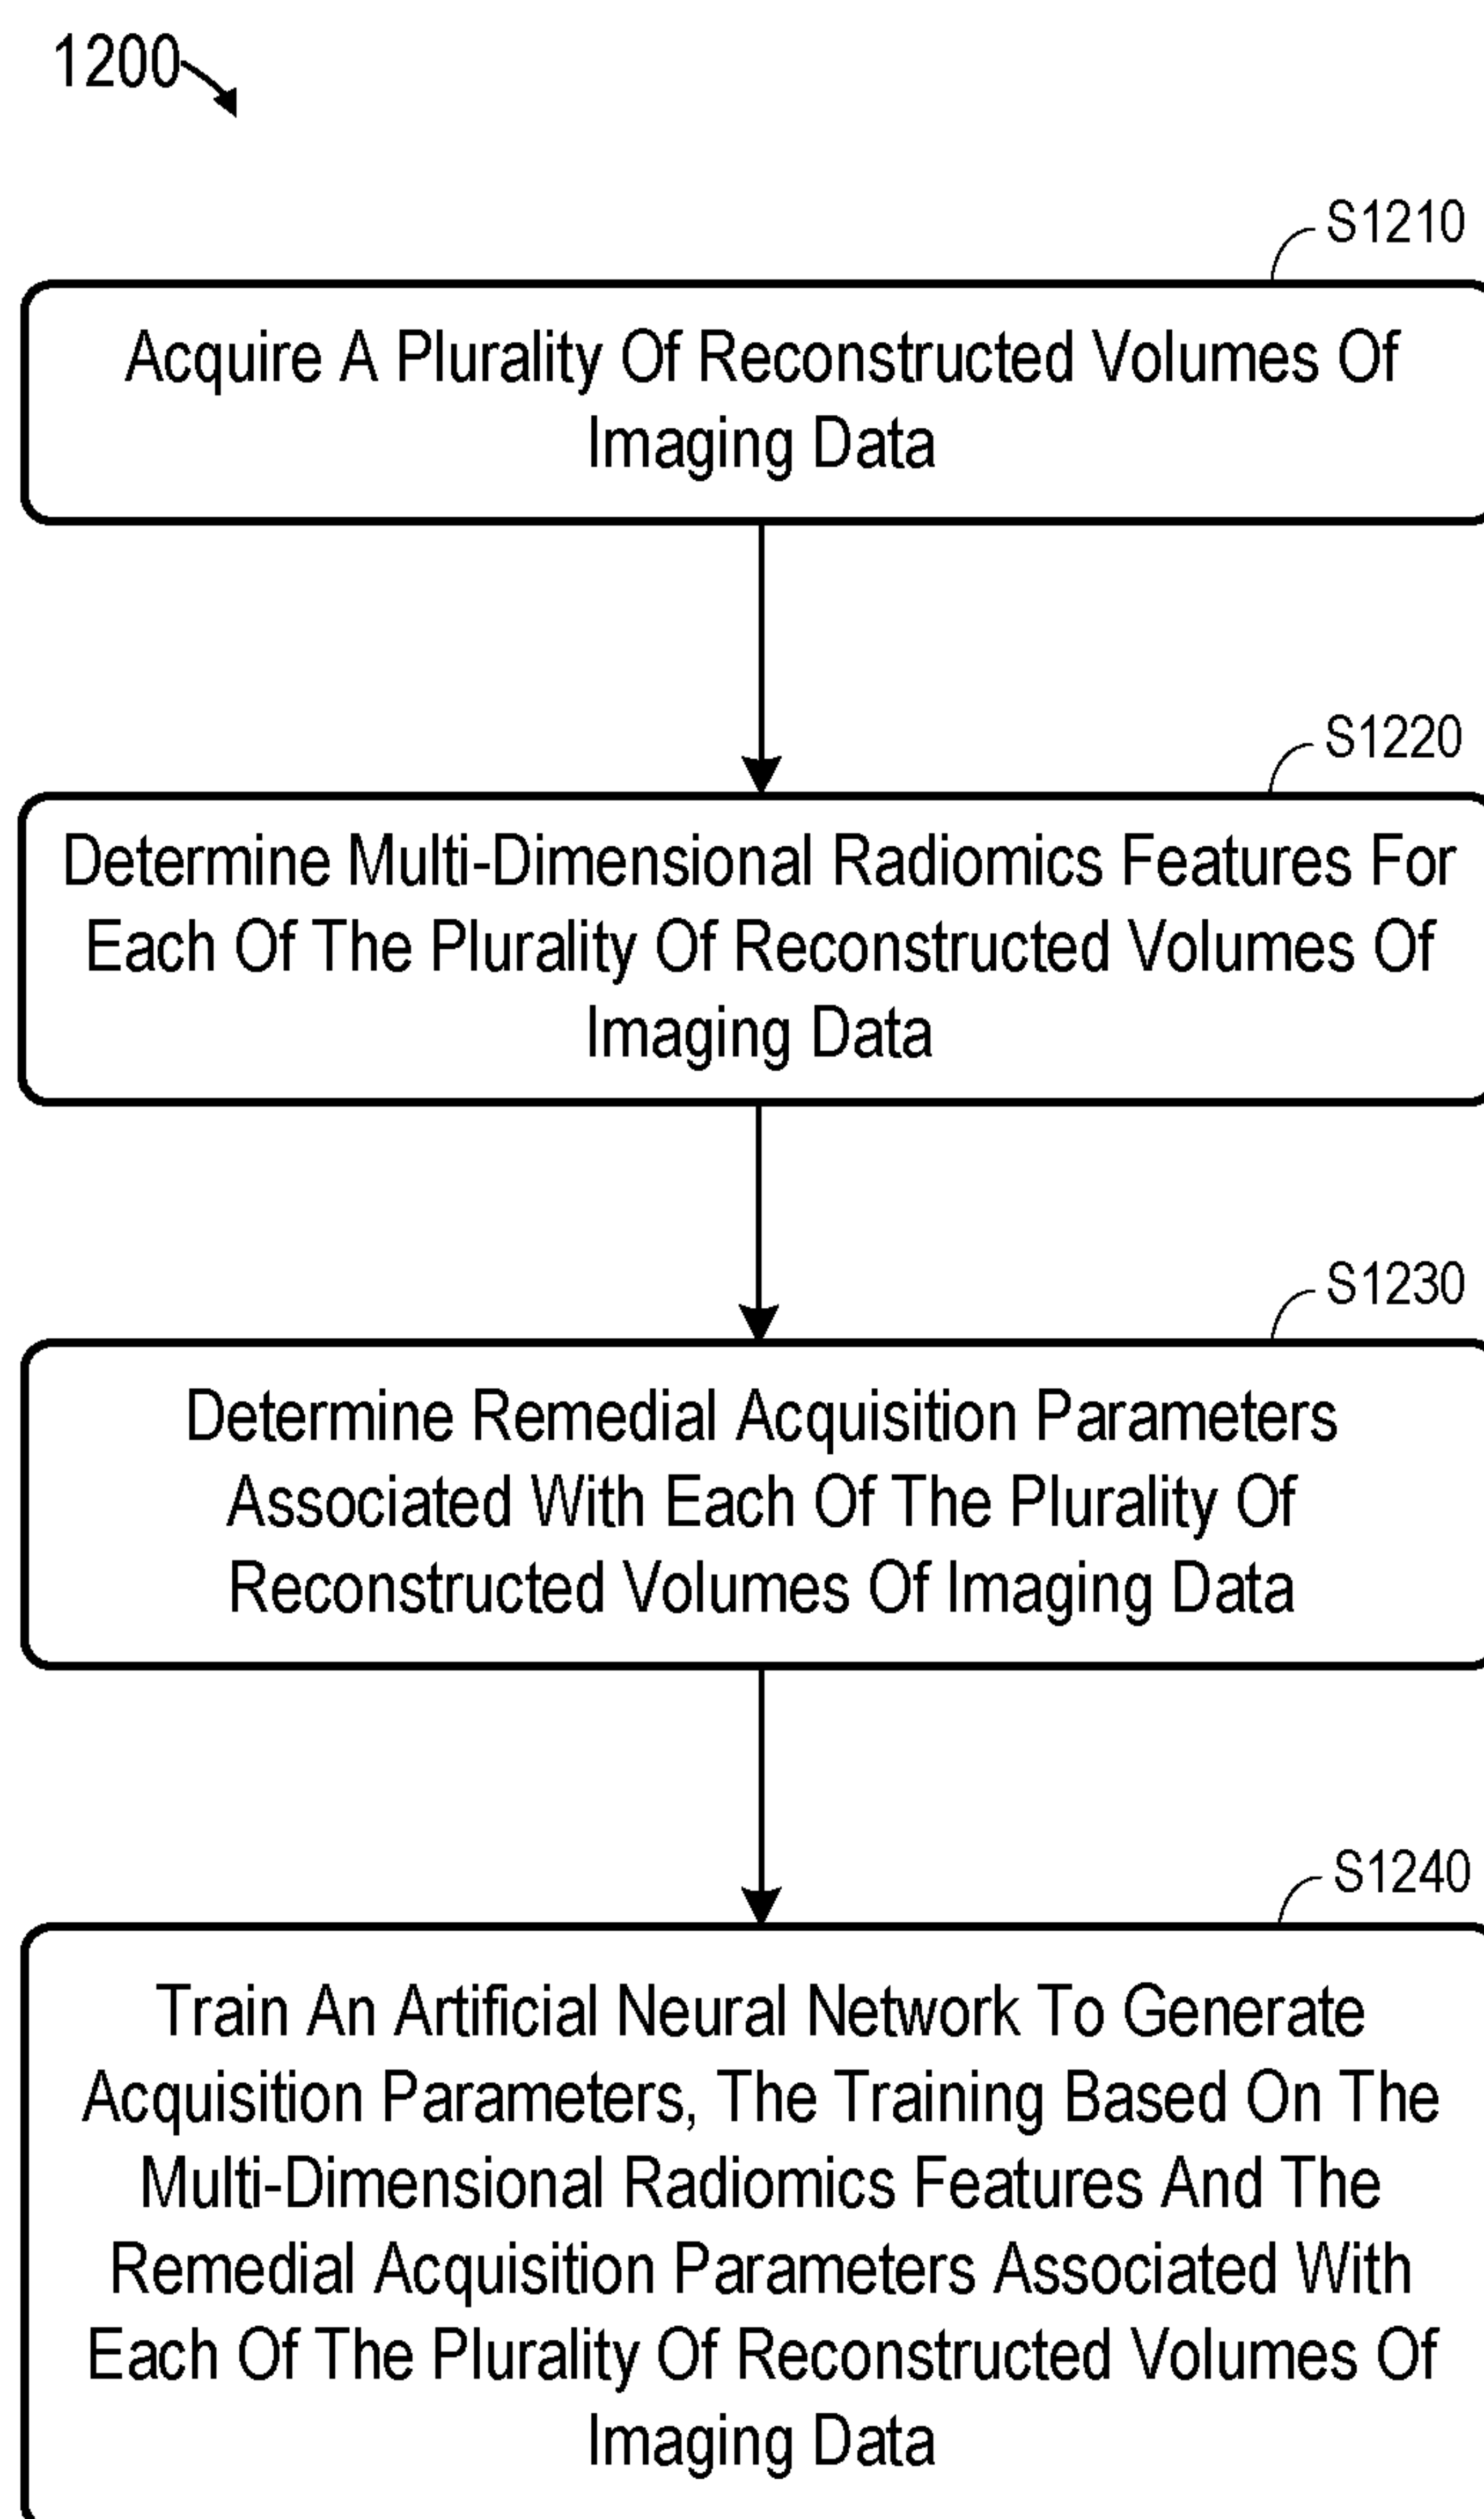 1200
S1210
Acquire A Plurality Of Reconstructed Volumes Of
Imaging Data
S1220
Determine Multi-Dimensional Radiomics Features For
Each Of The Plurality Of Reconstructed Volumes Of
Imaging Data
S1230
Determine Remedial Acquisition Parameters
Associated With Each Of The Plurality Of
Reconstructed Volumes Of Imaging Data
S1240
Train An Artificial Neural Network To Generate
Acquisition Parameters, The Training Based On The
Multi-Dimensional Radiomics Features And The
Remedial Acquisition Parameters Associated With
Each Of The Plurality Of Reconstructed Volumes Of
Imaging Data